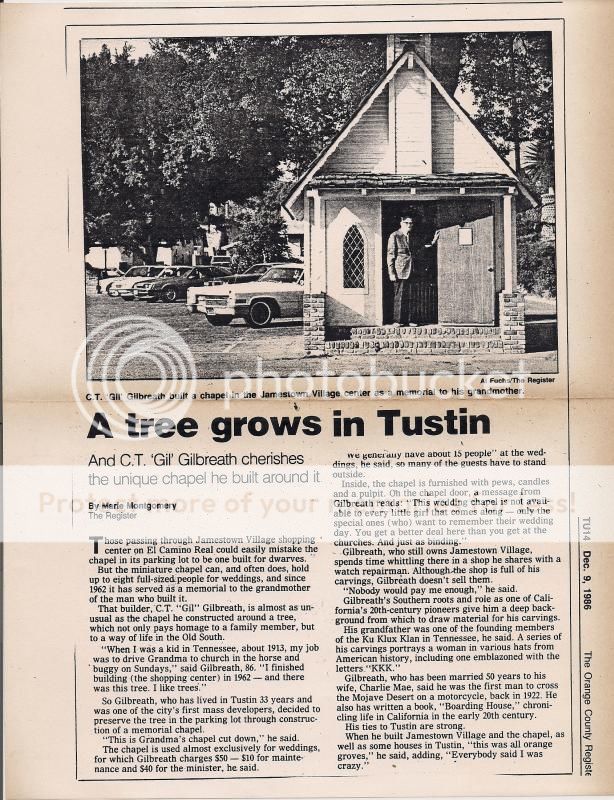 Al Fuchs/The Register
C.T. 'Gil' Gilbreath built a chapel in the Jamestown Village center as a memorial to his grandmother.
photobucket
A tree grows in Tustin
And C.T. 'Gil' Gilbreath cherishes
the unique chapel he built around it
Protect more of your memories for less!
By Marie Montgomery
The Register
Those passing through Jamestown Village shopping
center on El Camino Real could easily mistake the
chapel in its parking lot to be one built for dwarves.
But the miniature chapel can, and often does, hold
up to eight full-sized people for weddings, and since
1962 it has served as a memorial to the grandmother
of the man who built it.
That builder, C.T. "Gil" Gilbreath, is almost as un-
usual as the chapel he constructed around a tree,
which not only pays homage to a family member, but
to a way of life in the Old South.
"When I was a kid in Tennessee, about 1913, my job
was to drive Grandma to church in the horse and
buggy on Sundays," said Gilbreath, 86. "I finished
building (the shopping center) in 1962 — and there
was this tree. I like trees."
So Gilbreath, who has lived in Tustin 33 years and
was one of the city's first mass developers, decided to
preserve the tree in the parking lot through construc-
tion of a memorial chapel.
"This is Grandma's chapel cut down," he said.
The chapel is used almost exclusively for weddings,
for which Gilbreath charges $50 — $10 for mainte-
nance and $40 for the minister, he said.
"We generally have about 15 people" at the wed-
dings, he said, so many of the guests have to stand
outside.
Inside, the chapel is furnished with pews, candles
and a pulpit. On the chapel door, a message from
Gilbreath reads: "This wedding chapel is not avail-
able to every little girl that comes along — only the
special ones (who) want to remember their wedding
day. You get a better deal here than you get at the
churches. And just as binding."
Gilbreath, who still owns Jamestown Village,
spends time whittling there in a shop he shares with a
watch repairman. Although the shop is full of his
carvings, Gilbreath doesn't sell them.
"Nobody would pay me enough," he said.
Gilbreath's Southern roots and role as one of Calif-
ornia's 20th-century pioneers give him a deep back-
ground from which to draw material for his carvings.
His grandfather was one of the founding members
of the Ku Klux Klan in Tennessee, he said. A series of
his carvings portrays a woman in various hats from
American history, including one emblazoned with the
letters "KKK."
Gilbreath, who has been married 50 years to his
wife, Charlie Mae, said he was the first man to cross
the Mojave Desert on a motorcycle, back in 1922. He
also has written a book, "Boarding House," chroni-
cling life in California in the early 20th century.
His ties to Tustin are strong.
When he built Jamestown Village and the chapel, as
well as some houses in Tustin, "this was all orange
groves," he said, adding, "Everybody said I was
crazy."
TU14 Dec. 9, 1986 The Orange County Registe